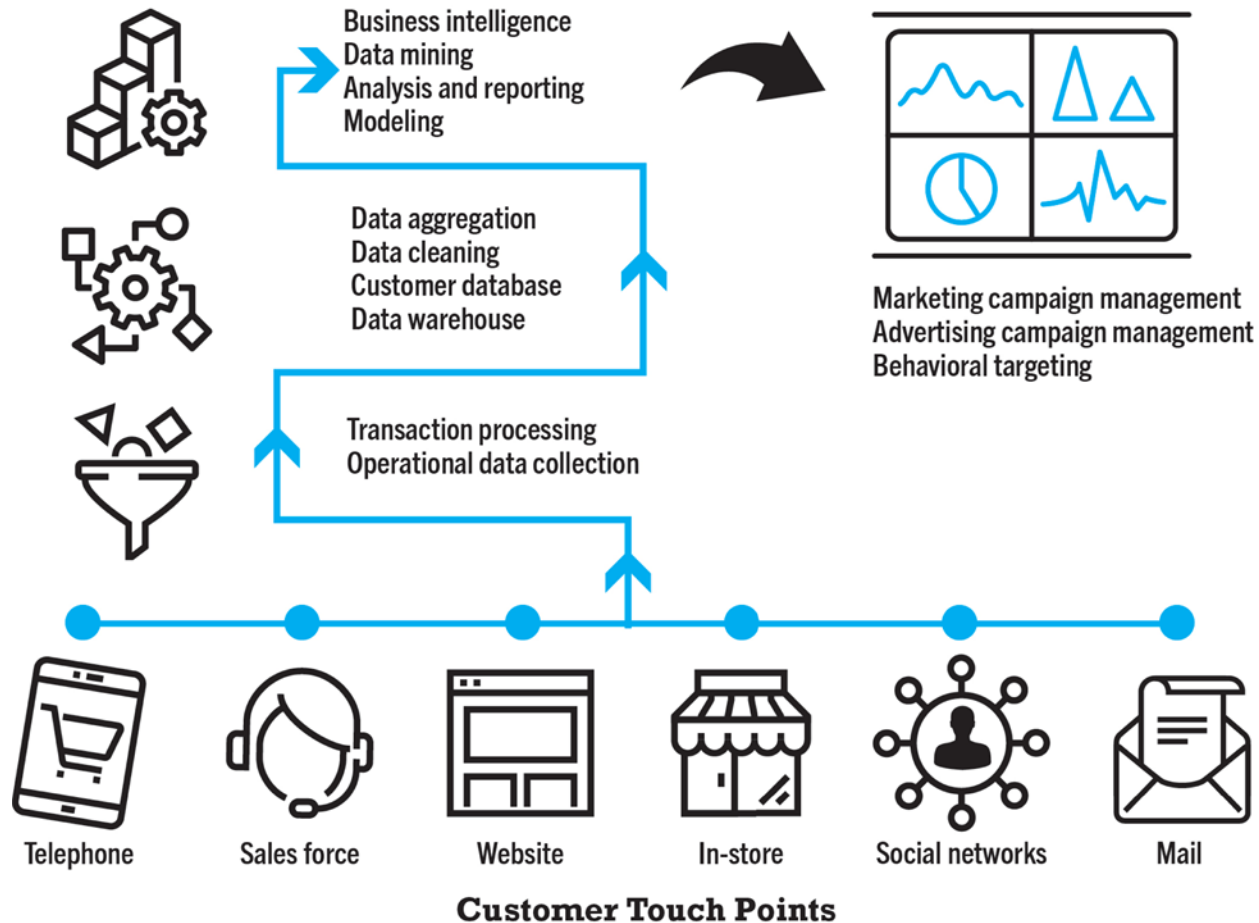 Business intelligence
Data mining
Analysis and reporting
Modeling
Data aggregation
Data cleaning
Customer database
Data warehouse
Transaction processing
Operational data collection
Marketing campaign management
Advertising campaign management
Behavioral targeting
Telephone
Sales force
Website
In-store
Social networks
Mail
Customer Touch Points